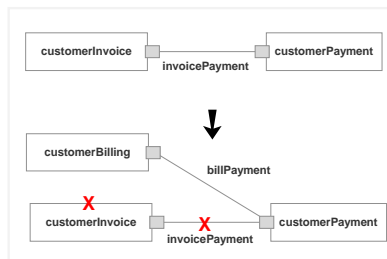 customerInvoice
customerPayment
invoicePayment
customerBilling
billPayment
X
customerInvoice
X
customerPayment
invoicePayment